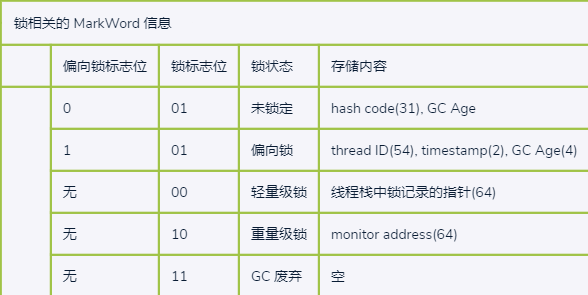 锁相关的 MarkWord 信息
偏向锁标志位 锁标志位 锁状态 存储内容
0 01 未锁定 hash code(31), GC Age
1 01 偏向锁 thread ID(54), timestamp(2), GC Age(4)
无 00 轻量级锁 线程栈中锁记录的指针(64)
无 10 重量级锁 monitor address(64)
无 11 GC 废弃 空